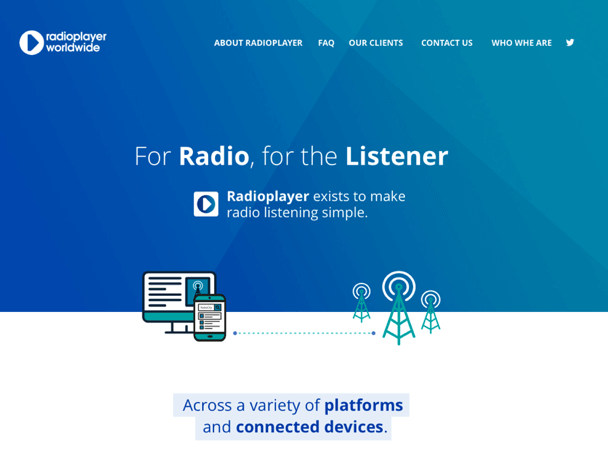 radioplayer
worldwide
ABOUT RADIOPLAYER FAQ OUR CLIENTS CONTACT US WHO WHE ARE
For Radio, for the Listener
Radioplayer exists to make
radio listening simple.
Across a variety of platforms
and connected devices.